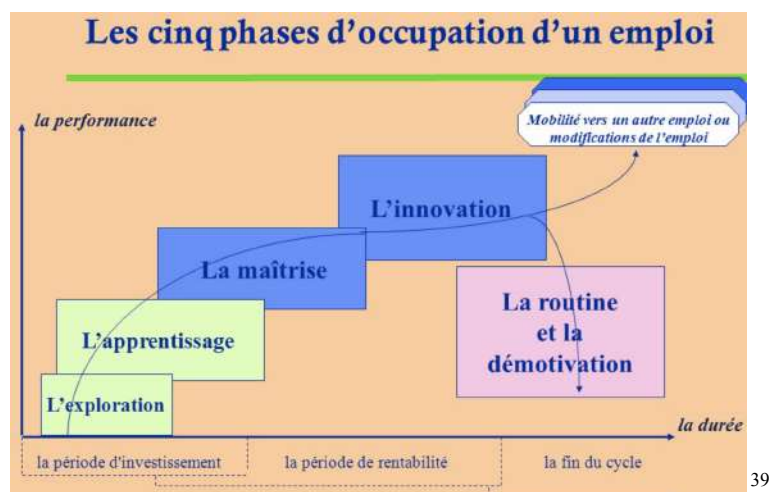 Les cinq phases d'occupation d'un emploi
la performance
Mobilité vers un autre emploi ou
modifications de l'emploi
L'innovation
La maîtrise
La routine
et la
démotivation
L'apprentissage
L'exploration
la durée
la période d'investissement
la période de rentabilité
la fin du cycle
39